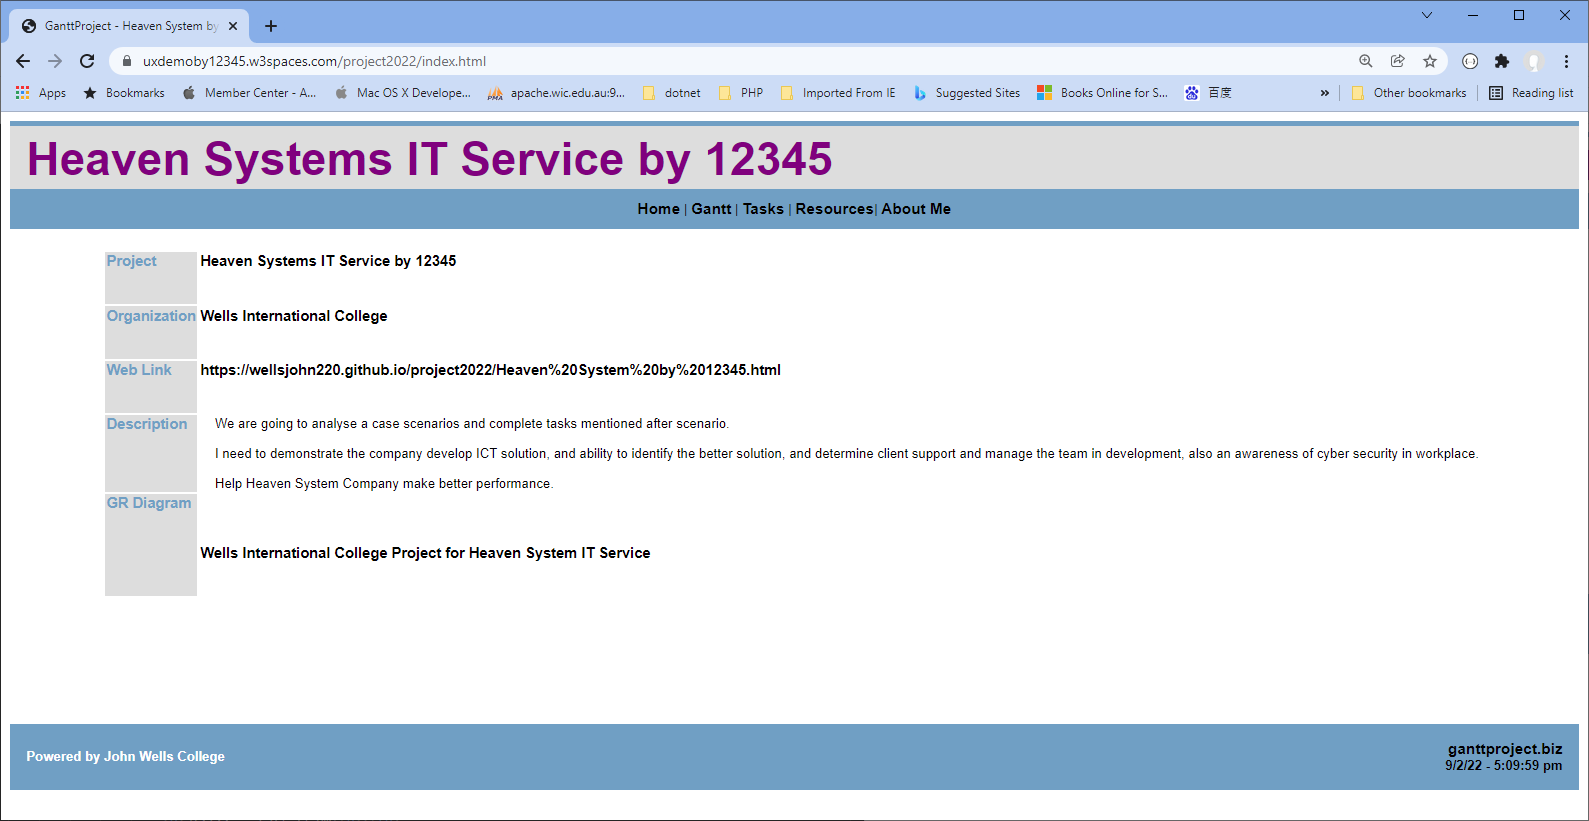 GanttProject - Heaven System by
uxdemoby12345.w3spaces.com/project2022/index.html
Apps Bookmarks Member Center - A... Mac OS X Develope... apache.wic.edu.au:9... dotnet PHP Imported From IE Suggested Sites Books Online for S... 百度 » Other bookmarks Reading list
Heaven Systems IT Service by 12345
Home | Gantt | Tasks | Resources| About Me
Project Heaven Systems IT Service by 12345
Organization Wells International College
Web Link https://wellsjohn220.github.io/project2022/Heaven%20System%20by%2012345.html
Description We are going to analyse a case scenarios and complete tasks mentioned after scenario.
I need to demonstrate the company develop ICT solution, and ability to identify the better solution, and determine client support and manage the team in development, also an awareness of cyber security in workplace.
Help Heaven System Company make better performance.
GR Diagram
Wells International College Project for Heaven System IT Service
Powered by John Wells College
ganttproject.biz
9/2/22 - 5:09:59 pm